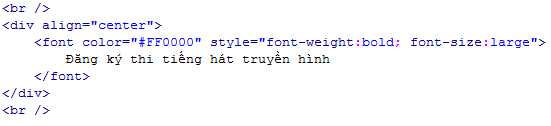 <br />
<div align="center">
<font color="#FF0000" style="font-weight:bold; font-size:large">
Đăng ký thi tiếng hát truyền hình
</font>
</div>
<br />